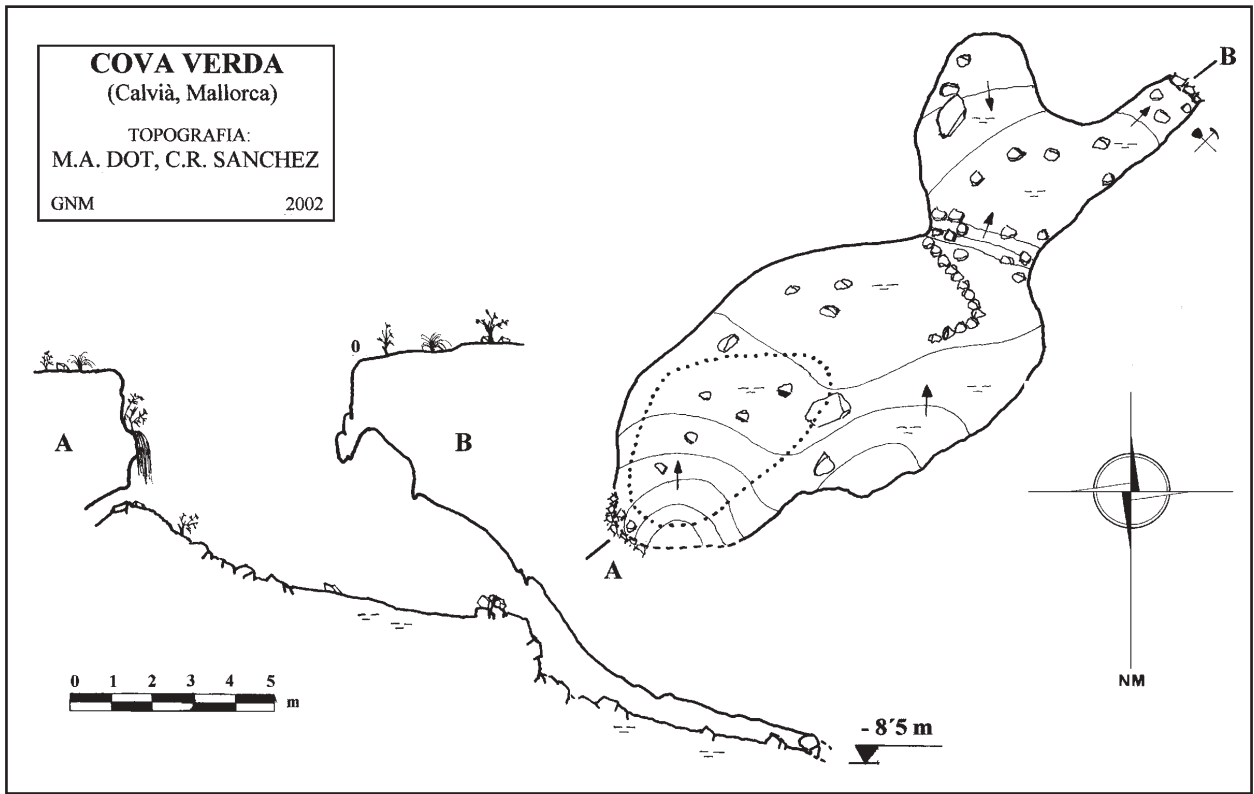 COVA VERDA
(Calvià, Mallorca)
TOPOGRAFIA:
M.A. DOT, C.R. SANCHEZ
GNM 2002
B
A
0
A
B
0 1 2 3 4 5
m
NM
- 8´5 m